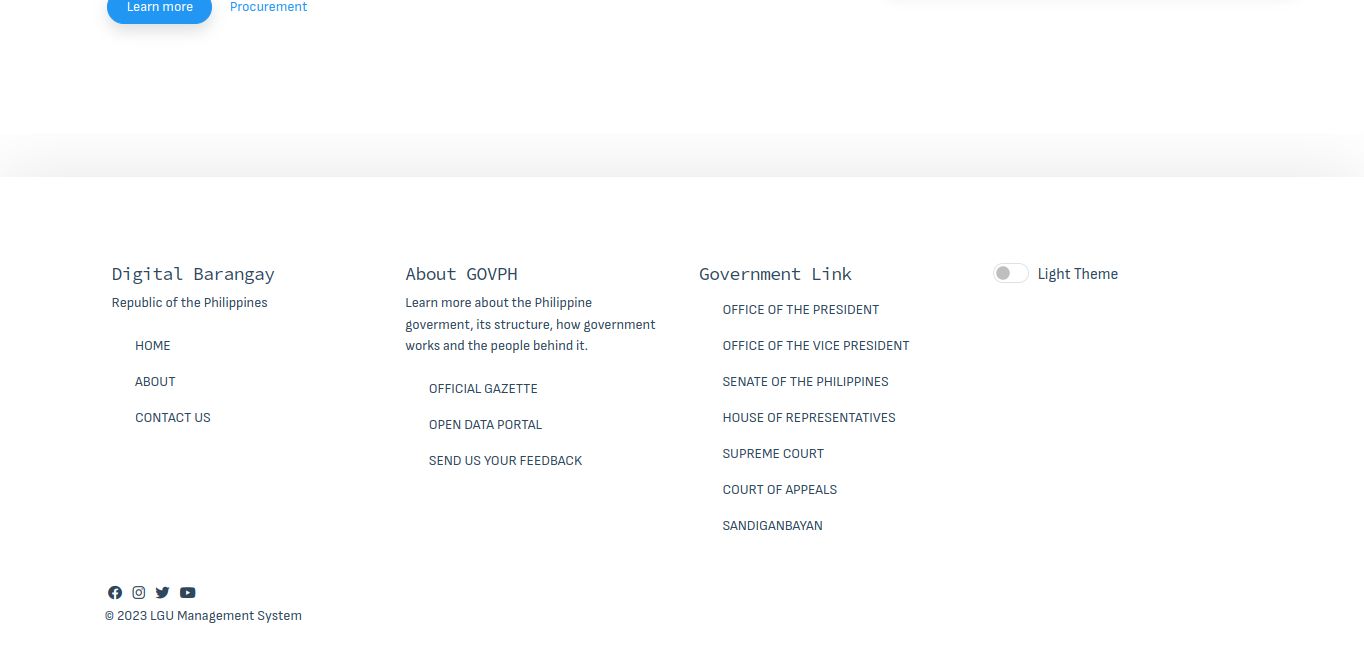 Learn more
Procurement
Digital Barangay
Republic of the Philippines
HOME
ABOUT
CONTACT US
About GOVPH
Learn more about the Philippine
goverment, its structure, how government
works and the people behind it.
OFFICIAL GAZETTE
OPEN DATA PORTAL
SEND US YOUR FEEDBACK
Government Link
OFFICE OF THE PRESIDENT
OFFICE OF THE VICE PRESIDENT
SENATE OF THE PHILIPPINES
HOUSE OF REPRESENTATIVES
SUPREME COURT
COURT OF APPEALS
SANDIGANBAYAN
Light Theme
© 2023 LGU Management System